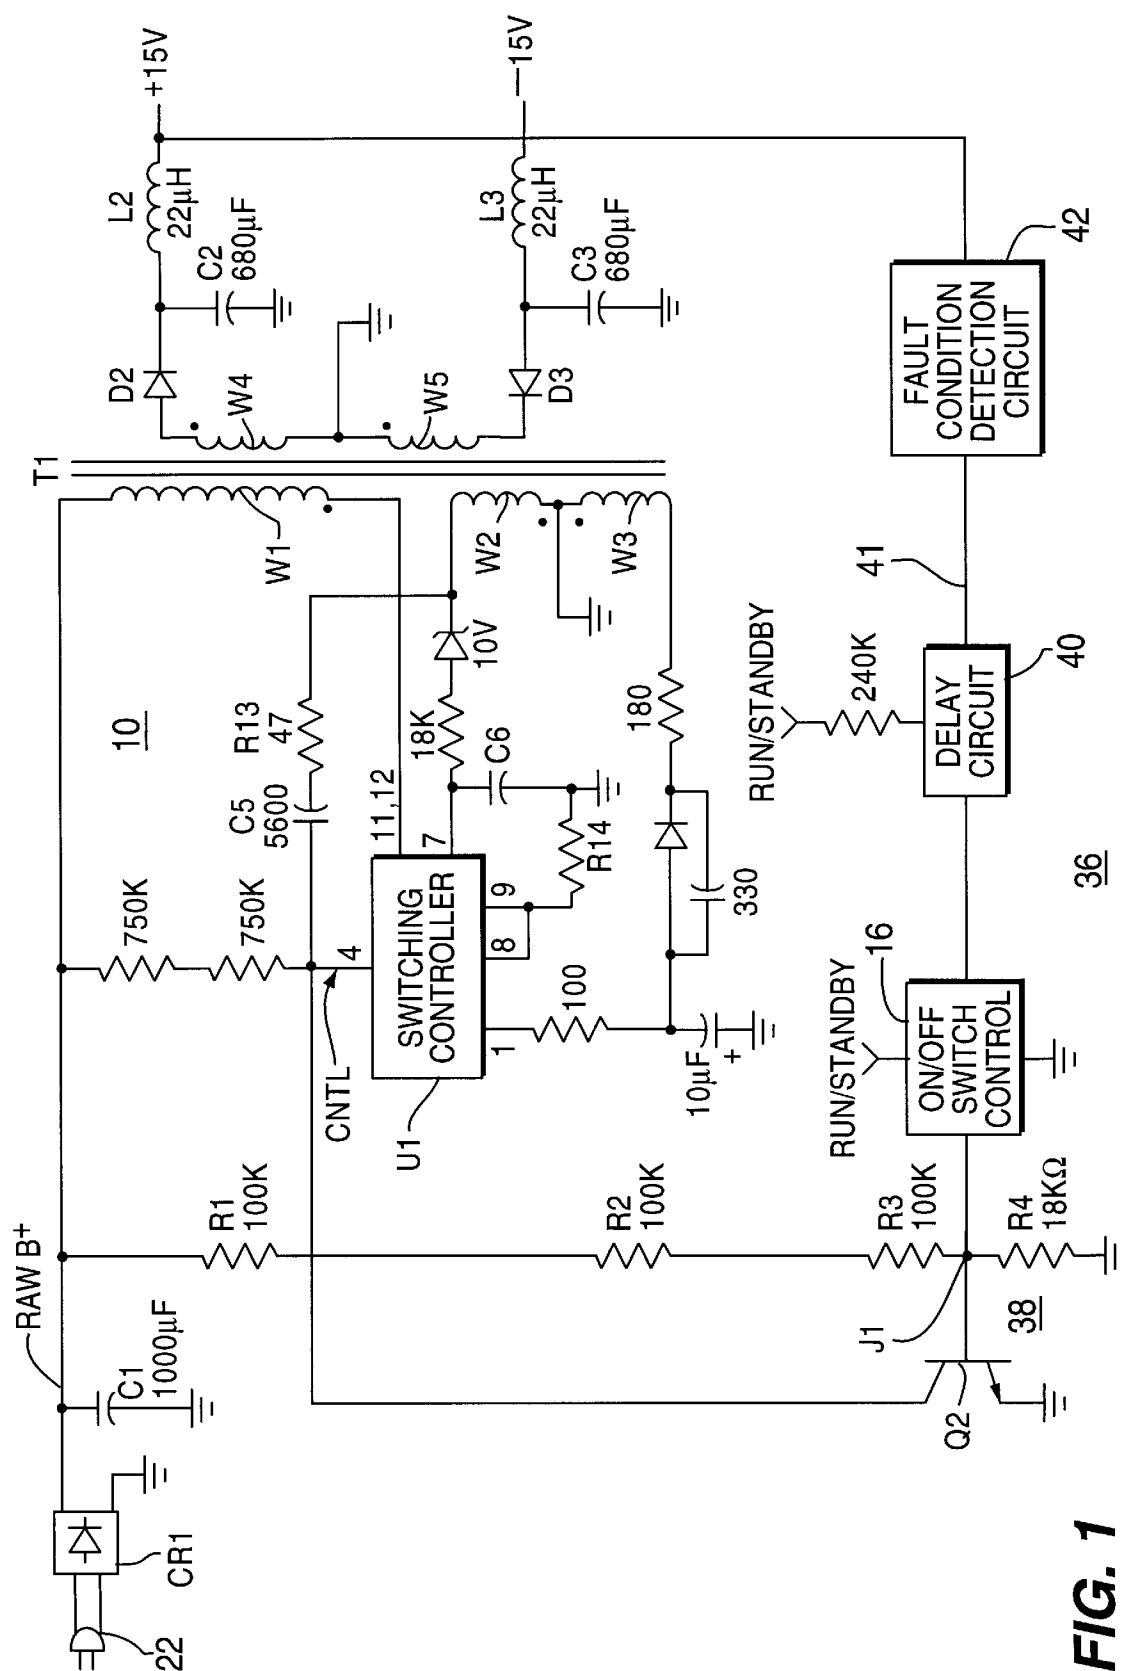 RAW B+
C1
1000μF
CR1
22
10
T1
W1
750K
750K
R13
47
C5
5600
CNTL
4
11,12
7
SWITCHING
CONTROLLER
U1
1
8
9
18K
10V
C6
R14
100
10μF
+
330
180
W2
W3
W4
W5
D2
C2
680μF
L2
22μH
+15V
D3
C3
680μF
L3
22μH
−15V
R1
100K
R2
100K
R3
100K
R4
18KΩ
J1
38
Q2
RUN/STANDBY
16
ON/OFF
SWITCH
CONTROL
36
RUN/STANDBY
240K
DELAY
CIRCUIT
40
41
FAULT
CONDITION
DETECTION
CIRCUIT
42
FIG. 1